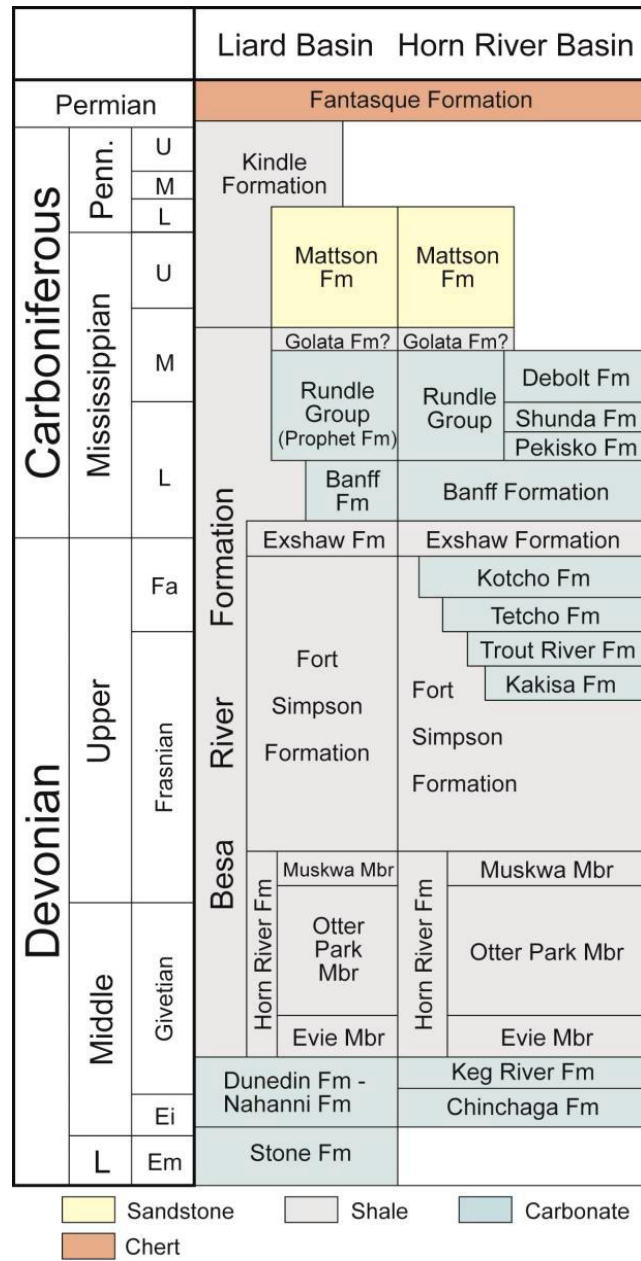 Liard Basin
Horn River Basin
Permian
Fantasque Formation
Carboniferous
Penn.
U
M
L
Kindle
Formation
Mississippian
U
M
L
Mattson
Fm
Mattson
Fm
Golata Fm?
Golata Fm?
Rundle
Group
(Prophet Fm)
Rundle
Group
Debolt Fm
Shunda Fm
Pekisko Fm
Banff
Fm
Banff Formation
Exshaw Fm
Exshaw Formation
Besa River Formation
Devonian
Upper
Fa
Frasnian
Fort
Simpson
Formation
Kotcho Fm
Tetcho Fm
Trout River Fm
Kakisa Fm
Fort
Simpson
Formation
Middle
Givetian
Ei
Horn River Fm
Muskwa Mbr
Otter
Park
Mbr
Evie Mbr
Horn River Fm
Muskwa Mbr
Otter Park Mbr
Evie Mbr
Dunedin Fm -
Nahanni Fm
Keg River Fm
Chinchaga Fm
L
Em
Stone Fm
Sandstone
Shale
Carbonate
Chert